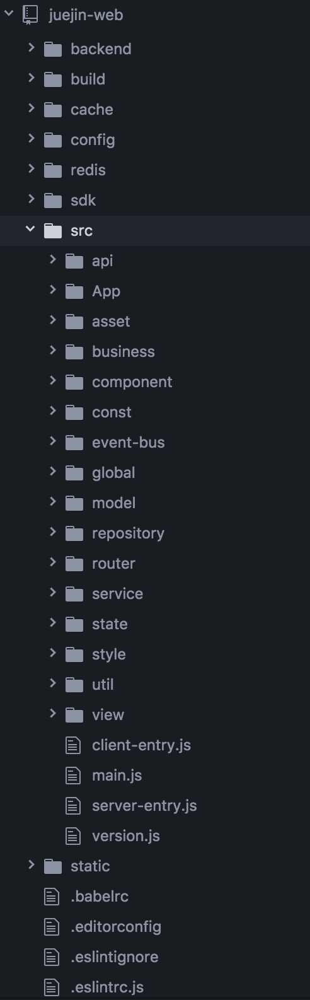 juejin-web
backend
build
cache
config
redis
sdk
src
api
App
asset
business
component
const
event-bus
global
model
repository
router
service
state
style
util
view
client-entry.js
main.js
server-entry.js
version.js
static
.babelrc
.editorconfig
.eslintignore
.eslintrc.js